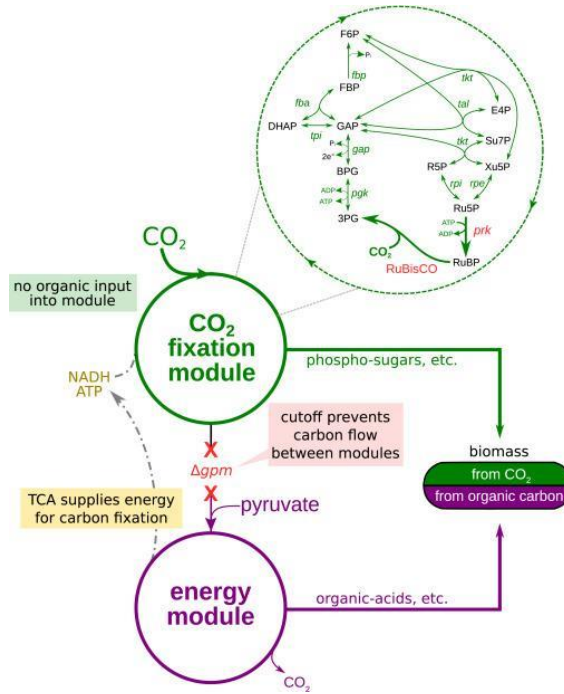 F6P
Pi
fbp
tkt
FBP
fba
tal
E4P
DHAP
GAP
tpi
Su7P
Pi
gap
tkt
2e-
R5P
Xu5P
BPG
rpi
rpe
ADP
pgk
ATP
Ru5P
3PG
ATP
prk
ADP
CO2
RuBisCO
RuBP
CO2
no organic input
into module
CO2
fixation
module
phospho-sugars, etc.
NADH
ATP
cutoff prevents
carbon flow
between modules
X
Δgpm
X
biomass
from CO2
from organic carbon
TCA supplies energy
for carbon fixation
pyruvate
energy
module
organic-acids, etc.
CO2